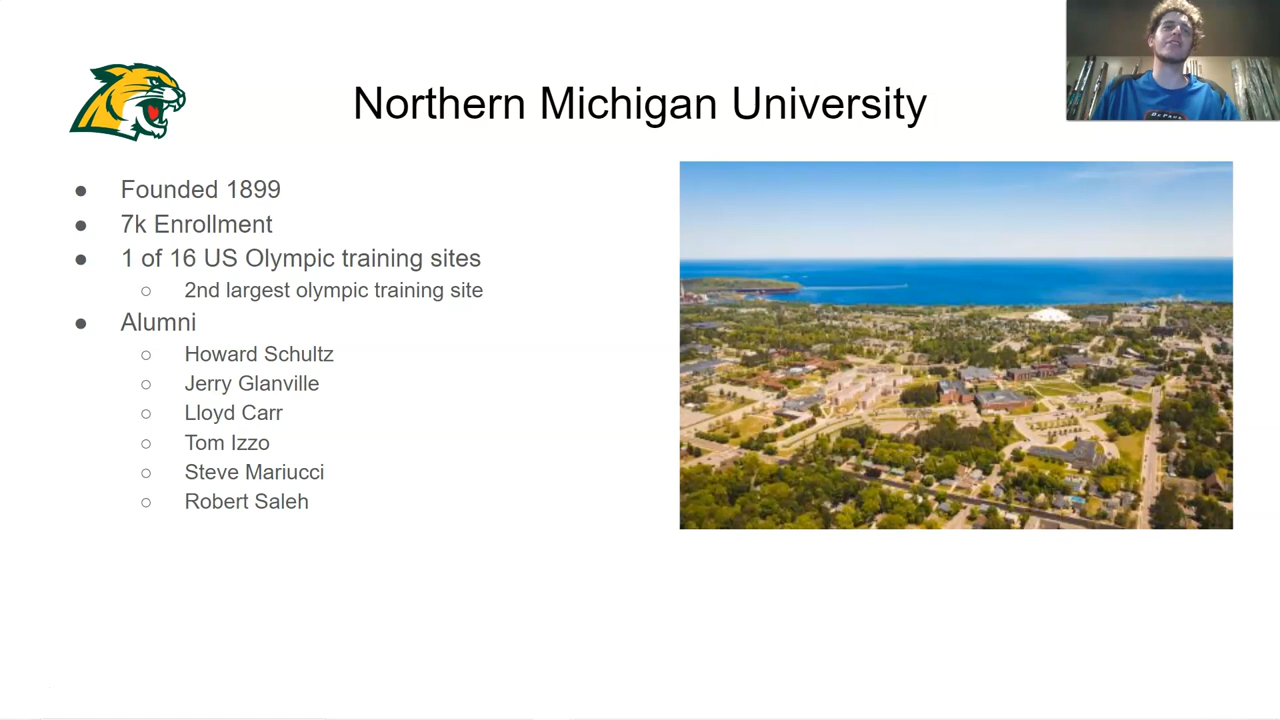 Northern Michigan University
● Founded 1899
● 7k Enrollment
● 1 of 16 US Olympic training sites
○ 2nd largest olympic training site
● Alumni
○ Howard Schultz
○ Jerry Glanville
○ Lloyd Carr
○ Tom Izzo
○ Steve Mariucci
○ Robert Saleh